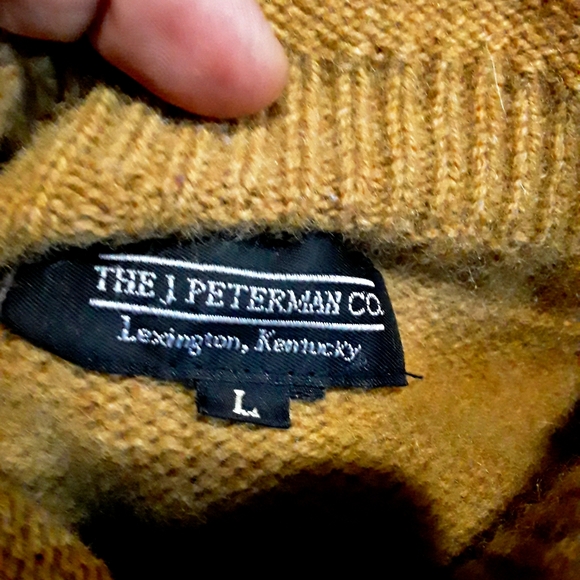 THE J. PETERMAN CO.
Lexington, Kentucky
L